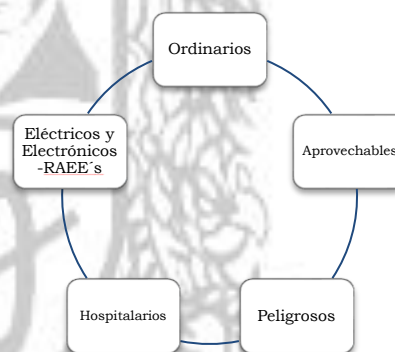 Ordinarios
Eléctricos y
Electrónicos
-RAEE´s
Aprovechables
Hospitalarios
Peligrosos